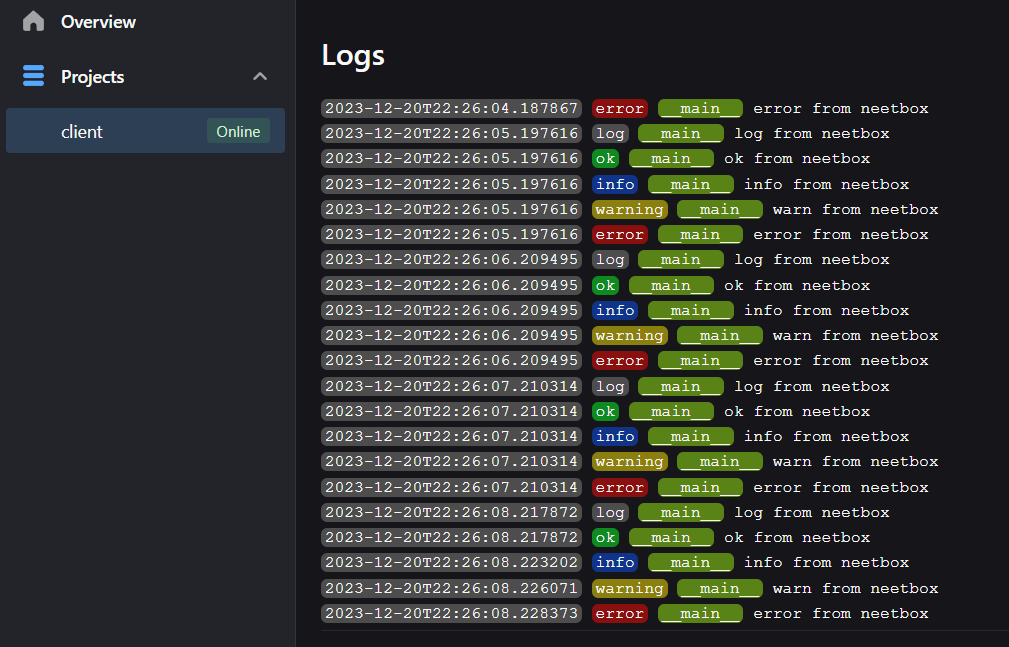 Overview
Projects
client Online
Logs
2023-12-20T22:26:04.187867 error __main__ error from neetbox
2023-12-20T22:26:05.197616 log __main__ log from neetbox
2023-12-20T22:26:05.197616 ok __main__ ok from neetbox
2023-12-20T22:26:05.197616 info __main__ info from neetbox
2023-12-20T22:26:05.197616 warning __main__ warn from neetbox
2023-12-20T22:26:05.197616 error __main__ error from neetbox
2023-12-20T22:26:06.209495 log __main__ log from neetbox
2023-12-20T22:26:06.209495 ok __main__ ok from neetbox
2023-12-20T22:26:06.209495 info __main__ info from neetbox
2023-12-20T22:26:06.209495 warning __main__ warn from neetbox
2023-12-20T22:26:06.209495 error __main__ error from neetbox
2023-12-20T22:26:07.210314 log __main__ log from neetbox
2023-12-20T22:26:07.210314 ok __main__ ok from neetbox
2023-12-20T22:26:07.210314 info __main__ info from neetbox
2023-12-20T22:26:07.210314 warning __main__ warn from neetbox
2023-12-20T22:26:07.210314 error __main__ error from neetbox
2023-12-20T22:26:08.217872 log __main__ log from neetbox
2023-12-20T22:26:08.217872 ok __main__ ok from neetbox
2023-12-20T22:26:08.223202 info __main__ info from neetbox
2023-12-20T22:26:08.226071 warning __main__ warn from neetbox
2023-12-20T22:26:08.228373 error __main__ error from neetbox